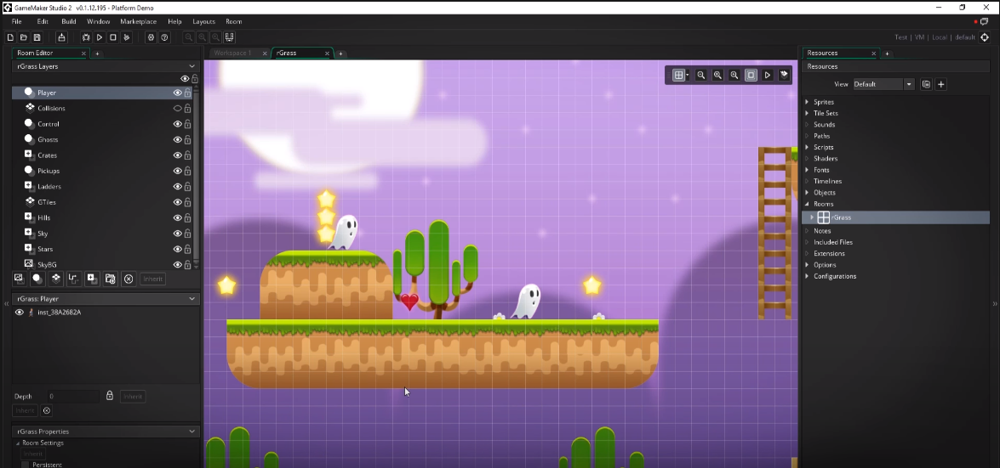 GameMaker Studio 2 v0.1.12.195 - Platform Demo
File Edit Build Window Marketplace Help Layouts Room
Test | VM | Local | default
Room Editor
rGrass Layers
Player
Collisions
Control
Ghosts
Crates
Pickups
Ladders
GTiles
Hills
Sky
Stars
SkyBG
Inherit
rGrass: Player
inst_38A2682A
Depth 0 Inherit
Inherit
rGrass Properties
Room Settings
Inherit
Persistent
Workspace 1 rGrass
Resources
Resources
View Default
Sprites
Tile Sets
Sounds
Paths
Scripts
Shaders
Fonts
Timelines
Objects
Rooms
rGrass
Notes
Included Files
Extensions
Options
Configurations